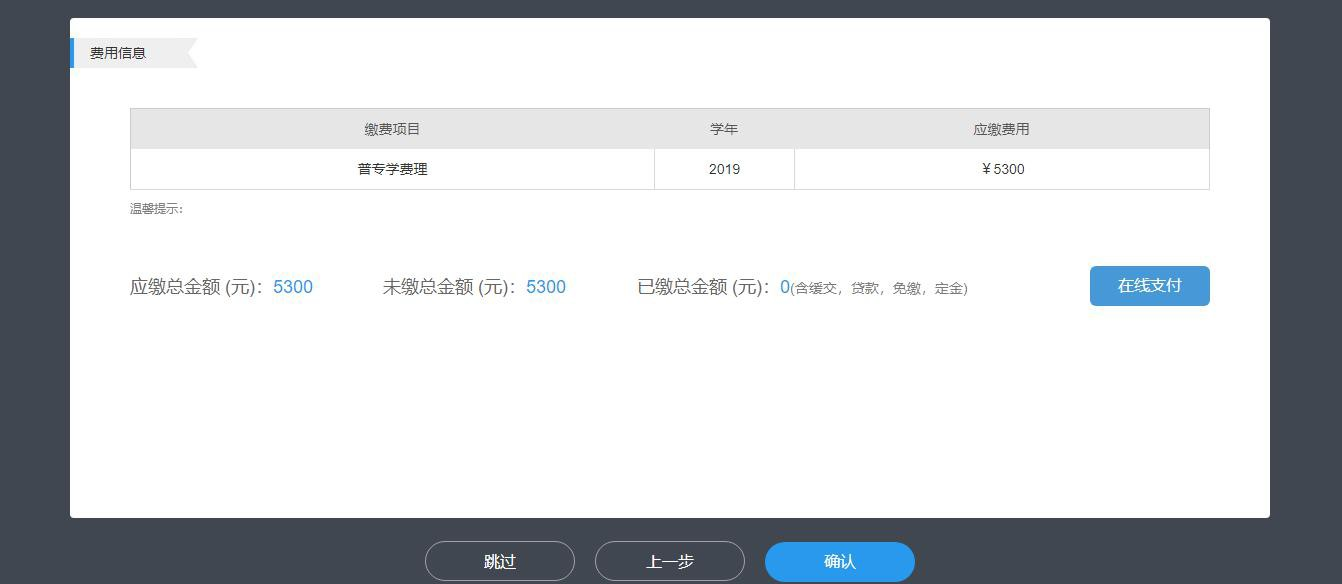 费用信息
缴费项目 学年 应缴费用
普专学费理 2019 ￥5300
温馨提示:
应缴总金额 (元)：5300 未缴总金额 (元)：5300 已缴总金额 (元)：0(含缓交，贷款，免缴，定金) 在线支付
跳过 上一步 确认